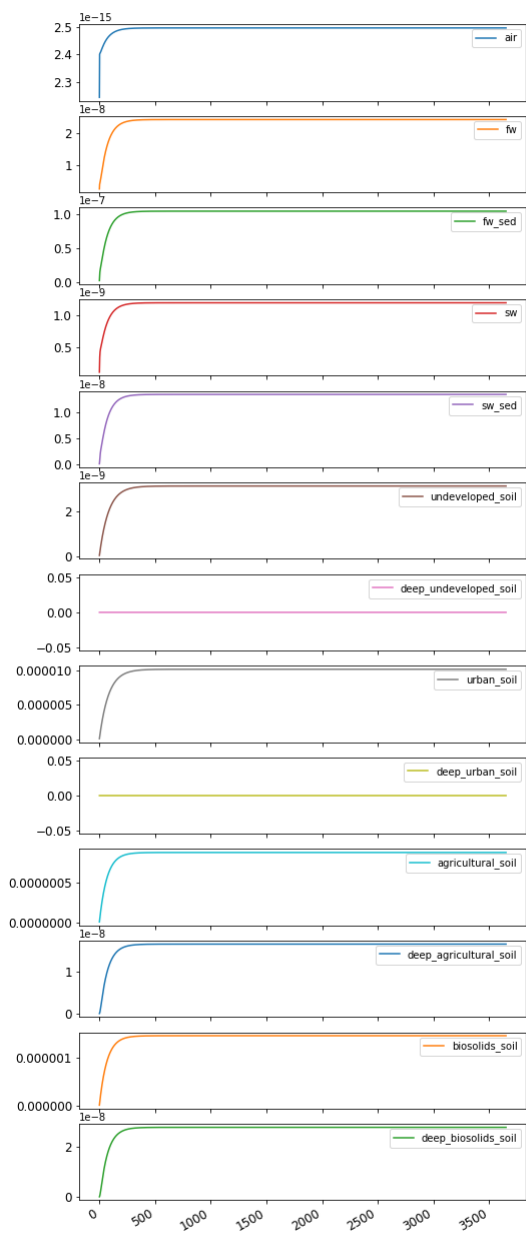 1e−15
2.5
air
2.4
2.3
1e−8
2
fw
1
1e−7
1.0
fw_sed
0.5
0.0
1e−9
1.0
sw
0.5
1e−8
1.0
sw_sed
0.5
0.0
1e−9
undeveloped_soil
2
0
0.05
deep_undeveloped_soil
0.00
−0.05
0.000010
urban_soil
0.000005
0.000000
0.05
deep_urban_soil
0.00
−0.05
agricultural_soil
0.0000005
0.0000000
1e−8
deep_agricultural_soil
1
0
biosolids_soil
0.000001
0.000000
1e−8
deep_biosolids_soil
2
0
0 500 1000 1500 2000 2500 3000 3500